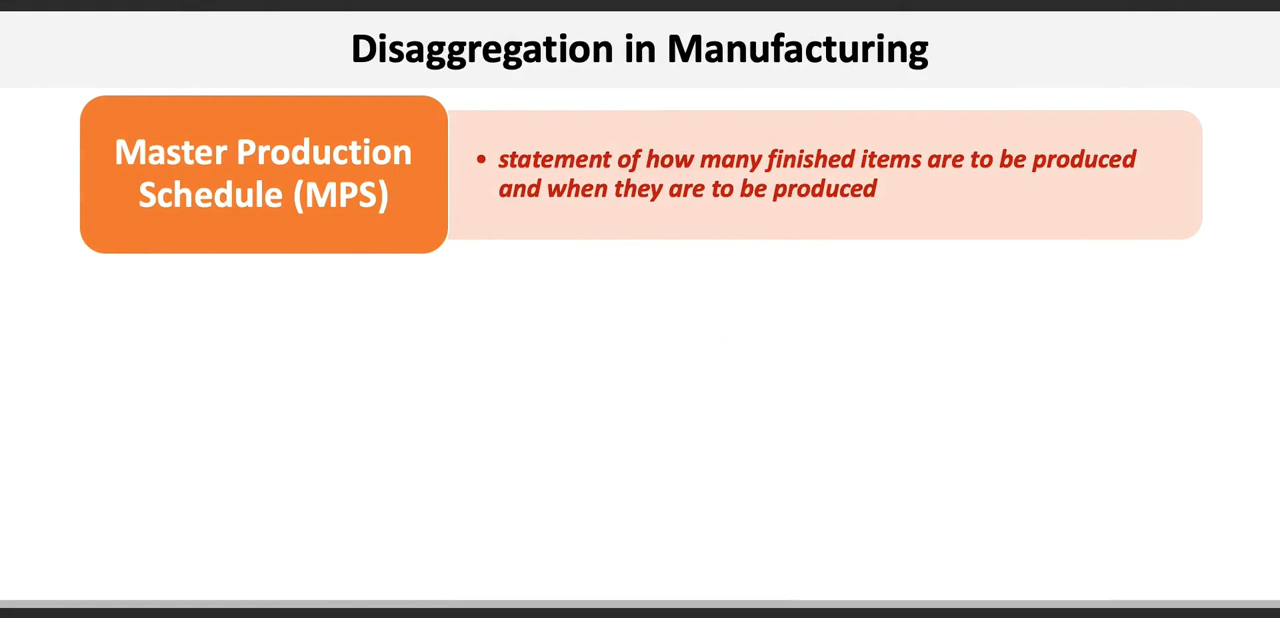 Disaggregation in Manufacturing
Master Production
Schedule (MPS)
• statement of how many finished items are to be produced
and when they are to be produced